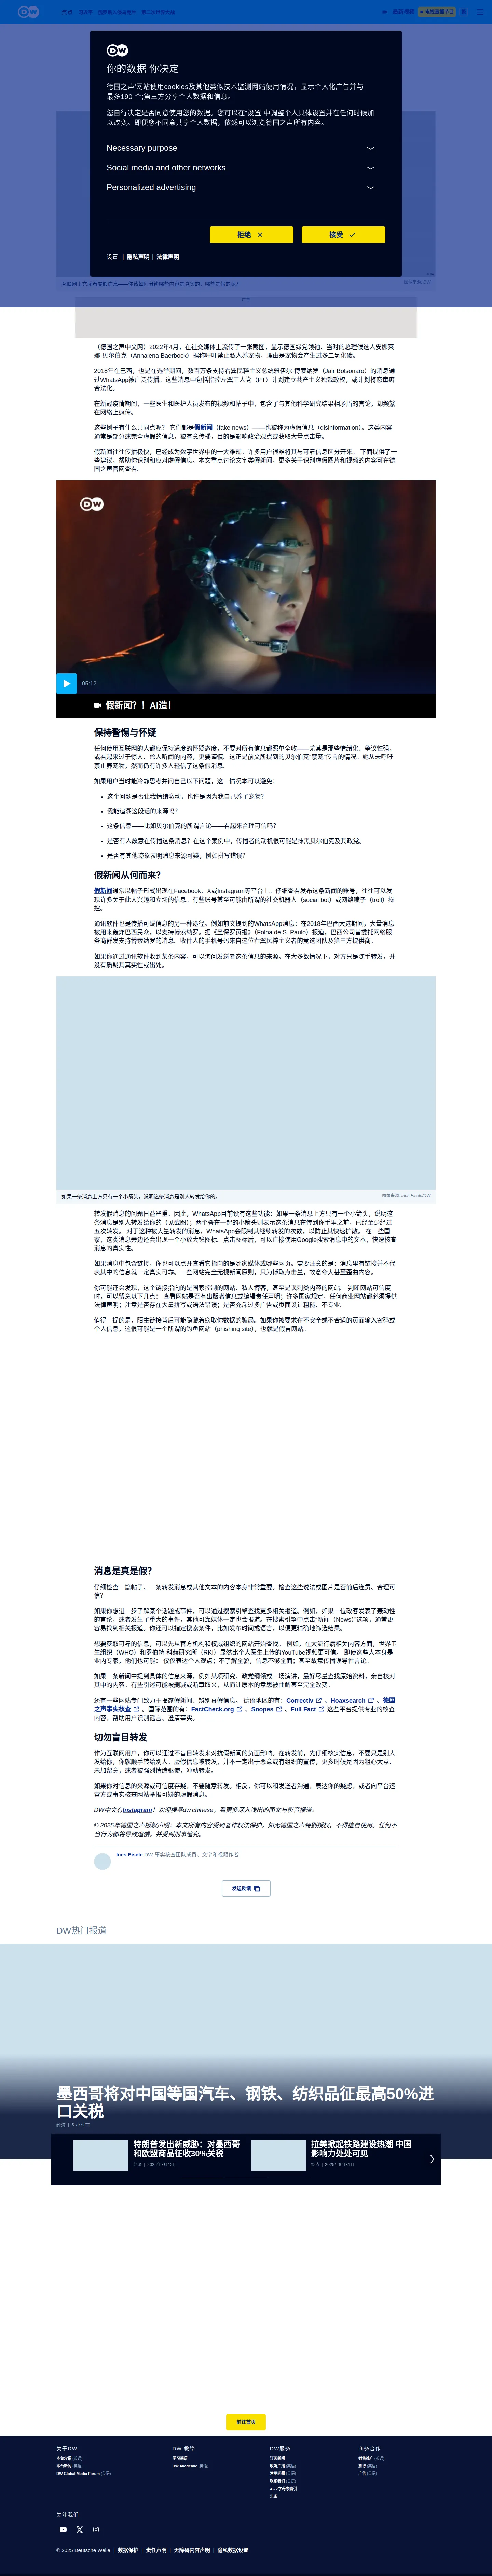 DW
你的数据 你决定
德国之声'网站使用cookies及其他类似技术监测网站使用情况，显示个人化广告并与
最多190 个;第三方分享个人数据和信息。
您自行决定是否同意使用您的数据。您可以在"设置"中调整个人具体设置并在任何时候加
以改变。即便您不同意共享个人数据，依然可以浏览德国之声所有内容。
Necessary purpose
Social media and other networks
Personalized advertising
拒绝
接受
设置 | 隐私声明 | 法律声明
互联网上充斥着虚假信息——但该如何分辨哪些内容是真实的，哪些是假的呢？
（德国之声中文网）2022年4月，在社交媒体上流传了一张截图，显示德国绿党领袖、当时的总理候选人安娜莱
娜·贝尔伯克（Annalena Baerbock）据称呼吁禁止私人养宠物，理由是宠物会产生过多二氧化碳。
2018年在巴西，也是在选举期间，数百万条支持右翼民粹主义总统雅伊尔·博索纳罗（Jair Bolsonaro）的消息通
过WhatsApp被广泛传播。这些消息中包括指控左翼工人党（PT）计划建立共产主义独裁政权，或计划将恋童癖
合法化。
在新冠疫情期间，一些医生和医护人员发布的视频和帖子中，包含了与其他科学研究结果相矛盾的言论，却频繁
在网络上疯传。
这些例子有什么共同点呢？ 它们都是假新闻（fake news）——也被称为虚假信息（disinformation）。这类内容
通常是部分或完全虚假的信息，被有意传播，目的是影响政治观点或获取大量点击量。
假新闻往往传播极快，已经成为数字世界中的一大难题。许多用户很难将其与可靠信息区分开来。 下面提供了一
些建议，帮助你识别和应对虚假信息。本文重点讨论文字类假新闻，更多关于识别虚假图片和视频的内容可在德
国之声官网查看。
DW
05:12
假新闻？！AI造！
保持警惕与怀疑
任何使用互联网的人都应保持适度的怀疑态度，不要对所有信息都照单全收——尤其是那些情绪化、争议性强，
或看起来过于惊人、耸人听闻的内容，更要谨慎。这正是前文所提到的贝尔伯克"禁宠"传言的情况。她从未呼吁
禁止养宠物，然而仍有许多人轻信了这条假消息。
如果用户当时能冷静思考并问自己以下问题，这一情况本可以避免：
这个问题是否让我情绪激动，也许是因为我自己养了宠物？
我能追溯这段话的来源吗？
这条信息——比如贝尔伯克的所谓言论——看起来合理可信吗？
是否有人故意在传播这条消息？在这个案例中，传播者的动机很可能是抹黑贝尔伯克及其政党。
是否有其他迹象表明消息来源可疑，例如拼写错误？
假新闻从何而来？
假新闻通常以帖子形式出现在Facebook、X或Instagram等平台上。仔细查看发布这条新闻的账号，往往可以发
现许多关于此人兴趣和立场的信息。有些账号甚至可能由所谓的社交机器人（social bot）或网络喷子（troll）操
控。
通讯软件也是传播可疑信息的另一种途径。例如前文提到的WhatsApp消息：在2018年巴西大选期间，大量消息
被用来轰炸巴西民众，以支持博索纳罗。据《圣保罗页报》（Folha de S. Paulo）报道，巴西公司曾委托网络服
务商群发支持博索纳罗的消息。收件人的手机号码来自这位右翼民粹主义者的竞选团队及第三方提供商。
如果你通过通讯软件收到某条内容，可以询问发送者这条信息的来源。在大多数情况下，对方只是随手转发，并
没有质疑其真实性或出处。
如果一条消息上方只有一个小箭头，说明这条消息是别人转发给你的。
图像来源: Ines Eisele/DW
转发假消息的问题日益严重。因此，WhatsApp目前设有这些功能：如果一条消息上方只有一个小箭头，说明这
条消息是别人转发给你的（见截图）；两个叠在一起的小箭头则表示这条消息在传到你手里之前，已经至少经过
五次转发。 对于这种被大量转发的消息，WhatsApp会限制其继续转发的次数，以防止其快速扩散。 在一些国
家，这类消息旁边还会出现一个小放大镜图标。点击图标后，可以直接使用Google搜索消息中的文本，快速核查
消息的真实性。
如果消息中包含链接，你也可以点开查看它指向的是哪家媒体或哪些网页。需要注意的是：消息里有链接并不代
表其中的信息就一定真实可靠。一些网站完全无视新闻原则，只为博取点击量，故意夸大甚至歪曲内容。
你可能还会发现，这个链接指向的是国家控制的网站、私人博客，甚至是讽刺类内容的网站。 判断网站可信度
时，可以留意以下几点： 查看网站是否有出版者信息或编辑责任声明；许多国家规定，任何商业网站都必须提供
法律声明；注意是否存在大量拼写或语法错误；是否充斥过多广告或页面设计粗糙、不专业。
值得一提的是，陌生链接背后可能隐藏着窃取你数据的骗局。如果你被要求在不安全或不合适的页面输入密码或
个人信息，这很可能是一个所谓的钓鱼网站（phishing site），也就是假冒网站。
消息是真是假？
仔细检查一篇帖子、一条转发消息或其他文本的内容本身非常重要。检查这些说法或图片是否前后连贯、合理可
信？
如果你想进一步了解某个话题或事件，可以通过搜索引擎查找更多相关报道。例如，如果一位政客发表了轰动性
的言论，或者发生了重大的事件，其他可靠媒体一定也会报道。在搜索引擎中点击"新闻（News）"选项，通常更
容易找到相关报道。你还可以指定搜索条件，比如发布时间或语言，以便更精确地筛选结果。
想要获取可靠的信息，可以先从官方机构和权威组织的网站开始查找。 例如，在大流行病相关内容方面，世界卫
生组织（WHO）和罗伯特·科赫研究所（RKI）显然比个人医生上传的YouTube视频更可信。 即使这些人本身是
业内专家，他们也可能： 仅仅表达个人观点；不了解全貌，信息不够全面；甚至故意传播片面或误导性内容。
如果一条新闻中提到具体的信息来源，例如某项研究、政党纲领或一场演讲，最好尽量查找原始资料，亲自核对
其中的内容。有些引述可能被删减或断章取义，从而让原本的意思被曲解甚至完全改变。
还有一些网站专门致力于揭露假新闻、辨别真假信息。 德语地区的有：Correctiv 、Hoaxsearch 、德国
之声事实核查 、国际范围的有：FactCheck.org 、Snopes 、Full Fact 这些平台提供专业的核查
内容，帮助用户识别谣言、澄清事实。
切勿盲目转发
作为互联网用户，你可以通过不盲目转发来对抗假新闻的负面影响。在转发前，先仔细核实信息，不要只是别人
发给你，你就顺手转给别人。虚假信息被转发，并不一定出于恶意或有组织的宣传，更多时候是因为粗心大意、
未加留意，或者被强烈情绪驱使，冲动转发。
如果你对信息的来源或可信度存疑，不要随意转发。相反，你可以和发送者沟通，表达你的疑虑，或者向平台运
营方或事实核查网站举报可疑的虚假消息。
DW中文有Instagram！欢迎搜寻dw.chinese，看更多深入浅出的图文与影音报道。
© 2025年德国之声版权声明：本文所有内容受到著作权法保护，如无德国之声特别授权，不得擅自使用。任何不
当行为都将导致追偿，并受到刑事追究。
Ines Eisele DW 事实核查团队成员、文字和视频作者
发送反馈
DW热门报道
墨西哥将对中国等国汽车、钢铁、纺织品征最高50%进
口关税
经济 | 9 小时前
特朗普发出新威胁：对墨西哥
和欧盟商品征收30%关税
经济 | 2025年7月12日
拉美掀起铁路建设热潮 中国
影响力处处可见
经济 | 2025年8月01日
前往首页
关于DW
本台介绍 (英语)
本台新闻 (英语)
DW Global Media Forum (英语)
DW 教學
学习德语
DW Akademie (英语)
DW服务
订阅新闻
收听广播 (英语)
常见问题 (英语)
联系我们 (英语)
A - Z字母序索引
头条
商务合作
销售推广 (英语)
旅行 (英语)
广告 (英语)
关注我们
© 2025 Deutsche Welle | 数据保护 | 责任声明 | 无障碍内容声明 | 隐私数据设置